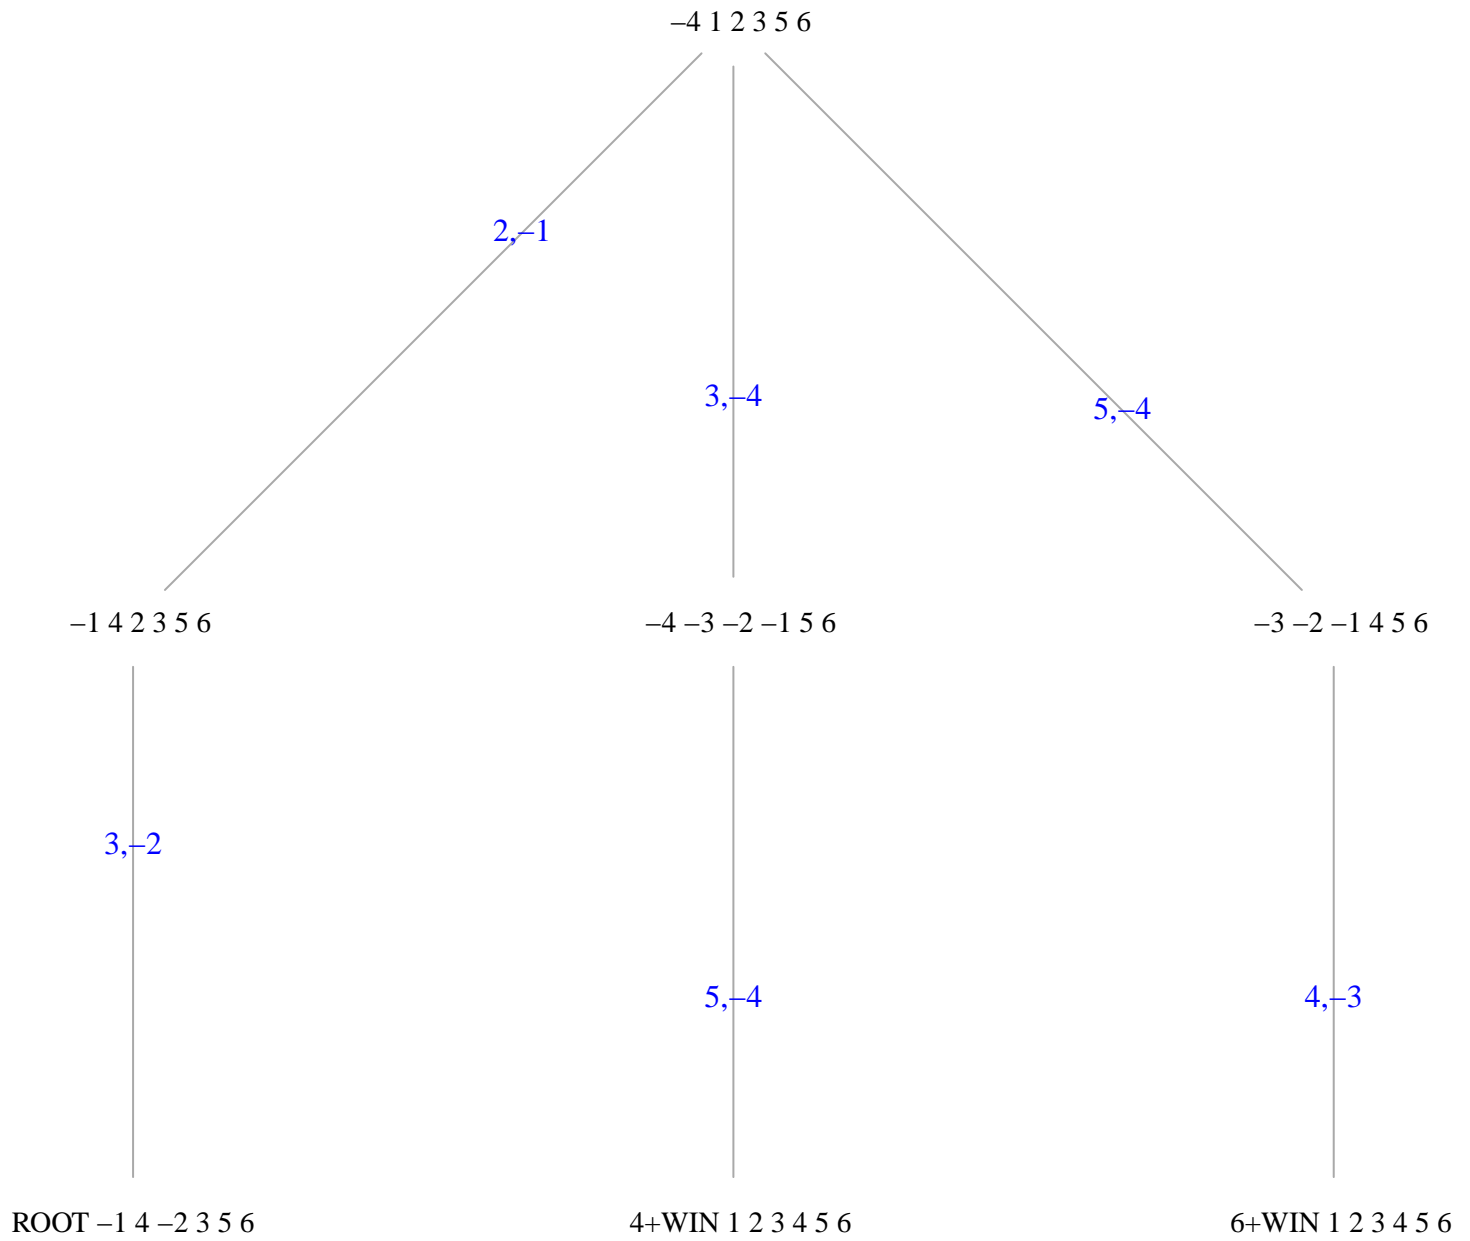 –4 1 2 3 5 6
2,–1
3,–4
5,–4
–1 4 2 3 5 6
–4 –3 –2 –1 5 6
–3 –2 –1 4 5 6
3,–2
5,–4
4,–3
ROOT –1 4 –2 3 5 6
4+WIN 1 2 3 4 5 6
6+WIN 1 2 3 4 5 6